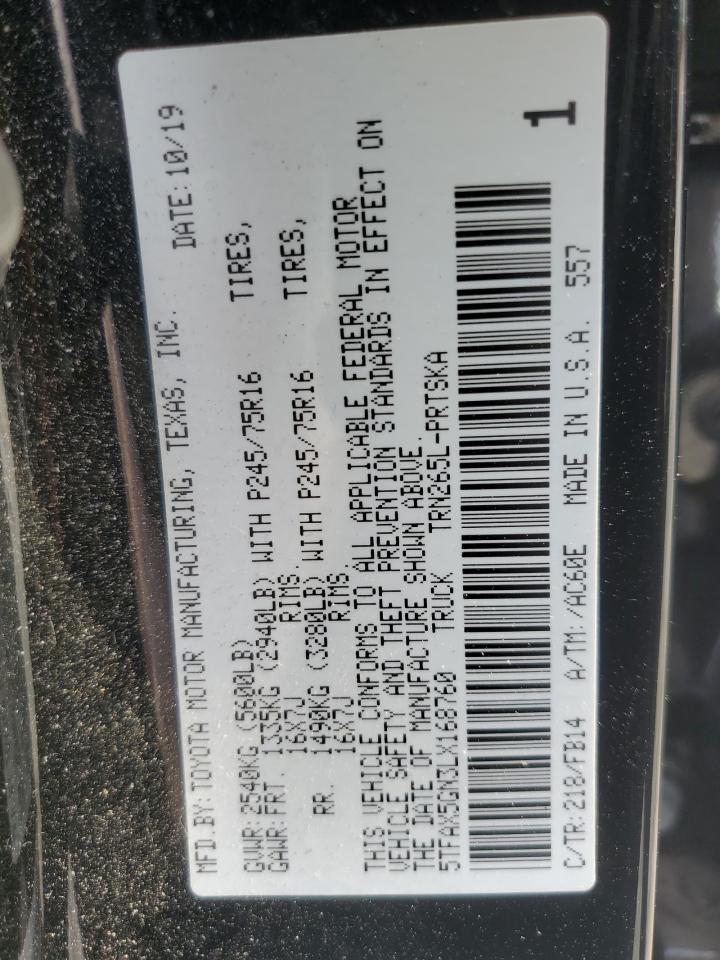 MFD.BY: TOYOTA MOTOR MANUFACTURING, TEXAS, INC. DATE: 10/19
GVWR: 2540KG (5600LB)
GAWR: FRT. 1335KG (2940LB) WITH P245/75R16 TIRES,
16X7J RIMS.
RR. 1490KG (3280LB) WITH P245/75R16 TIRES,
16X7J RIMS.
THIS VEHICLE CONFORMS TO ALL APPLICABLE FEDERAL MOTOR
VEHICLE SAFETY AND THEFT PREVENTION STANDARDS IN EFFECT ON
THE DATE OF MANUFACTURE SHOWN ABOVE.
5TFAX5GN3LX168760 TRUCK TRN265L-PRTSKA
C/TR: 218/FB14 A/TM: /AC60E MADE IN U.S.A. 557
1